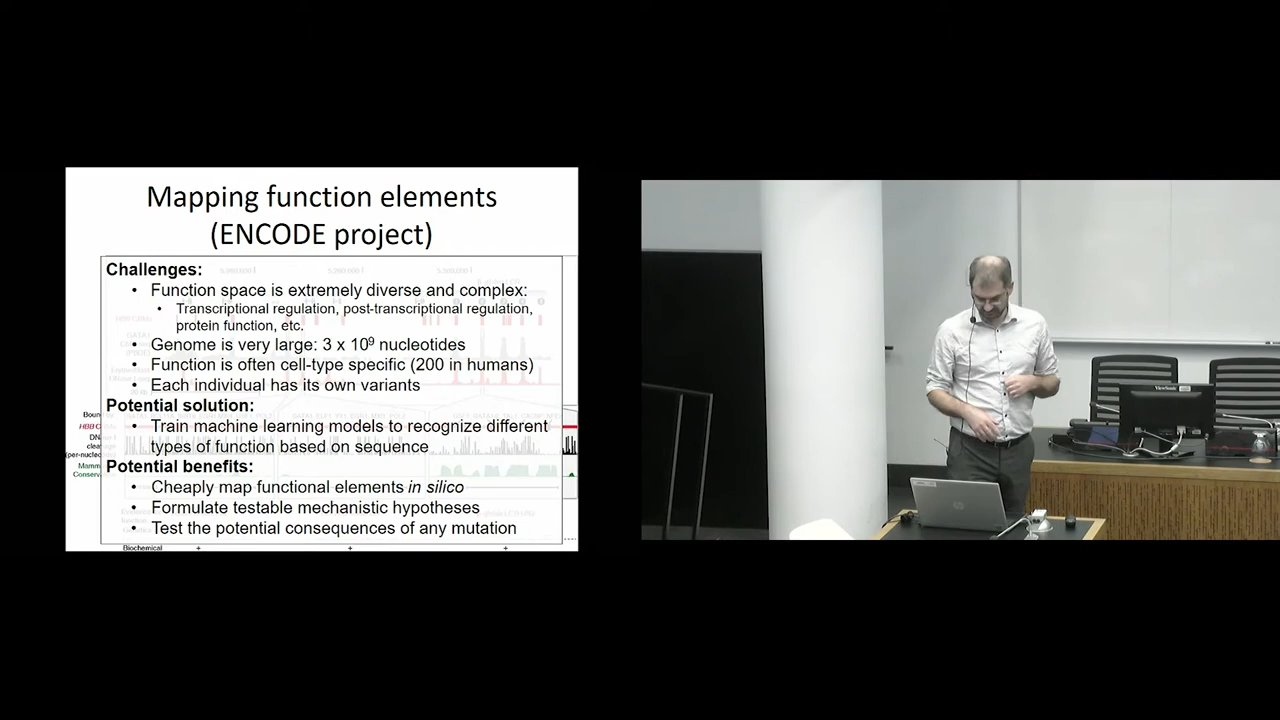 Mapping function elements
(ENCODE project)
Challenges:
• Function space is extremely diverse and complex:
• Transcriptional regulation, post-transcriptional regulation,
protein function, etc.
• Genome is very large: 3 x 10⁹ nucleotides
• Function is often cell-type specific (200 in humans)
• Each individual has its own variants
Potential solution:
• Train machine learning models to recognize different
types of function based on sequence
Potential benefits:
• Cheaply map functional elements in silico
• Formulate testable mechanistic hypotheses
• Test the potential consequences of any mutation
Biochemical
ViewSonic